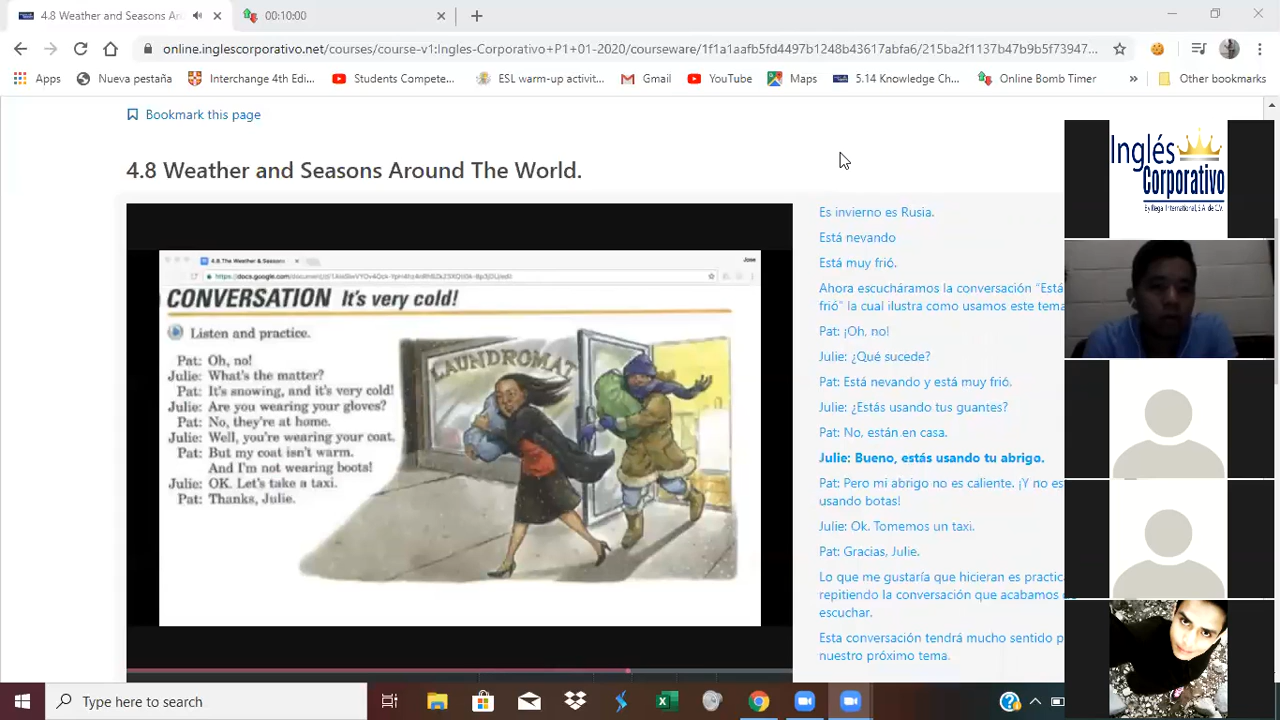 4.8 Weather and Seasons Ar
00:10:00
online.inglescorporativo.net/courses/course-v1:Ingles-Corporativo+P1+01-2020/courseware/1f1a1aafb5fd4497b1248b43617abfa6/215ba2f1137b47b9b5f73947...
Apps
Nueva pestaña
Interchange 4th Edi...
Students Compete...
ESL warm-up activit...
Gmail
YouTube
Maps
5.14 Knowledge Ch...
Online Bomb Timer
»
Other bookmarks
Bookmark this page
4.8 Weather and Seasons Around The World.
4.8.The Weather & Seasons
Jose
CONVERSATION It's very cold!
Listen and practice.
Pat: Oh, no!
Julie: What's the matter?
Pat: It's snowing, and it's very cold!
Julie: Are you wearing your gloves?
Pat: No, they're at home.
Julie: Well, you're wearing your coat.
Pat: But my coat isn't warm.
And I'm not wearing boots!
Julie: OK. Let's take a taxi.
Pat: Thanks, Julie.
LAUNDROMAT
Es invierno es Rusia.
Está nevando
Está muy frió.
Ahora escucháramos la conversación "Está
frió" la cual ilustra como usamos este tema
Pat: ¡Oh, no!
Julie: ¿Qué sucede?
Pat: Está nevando y está muy frió.
Julie: ¿Estás usando tus guantes?
Pat: No, están en casa.
Julie: Bueno, estás usando tu abrigo.
Pat: Pero mi abrigo no es caliente. ¡Y no es
usando botas!
Julie: Ok. Tomemos un taxi.
Pat: Gracias, Julie.
Lo que me gustaría que hicieran es practic
repitiendo la conversación que acabamos d
escuchar.
Esta conversación tendrá mucho sentido p
nuestro próximo tema.
Inglés
Corporativo
Type here to search